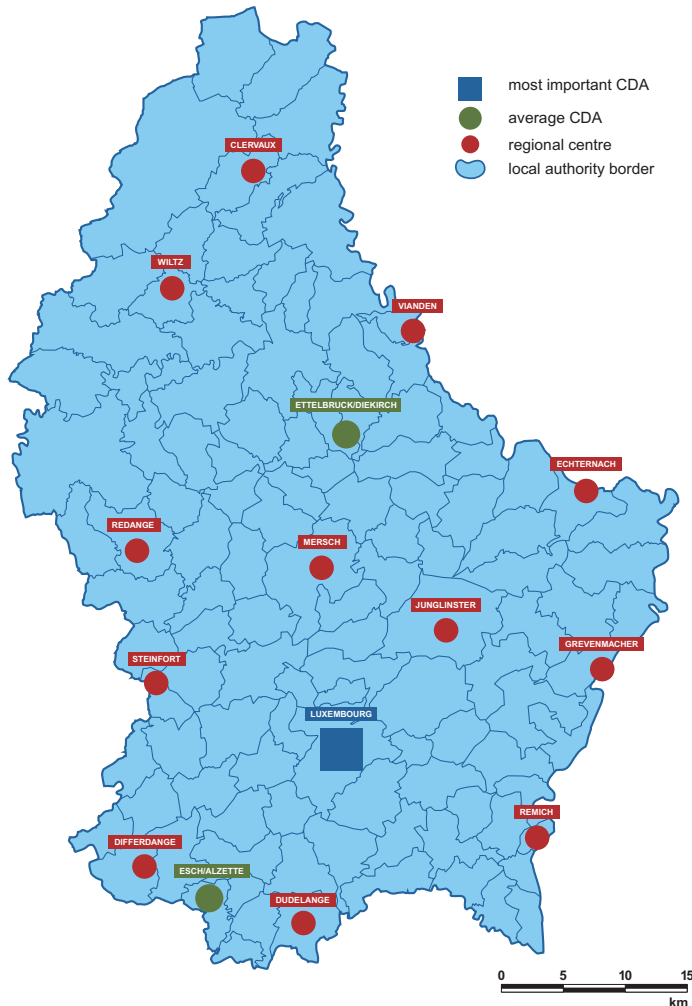 most important CDA
average CDA
regional centre
local authority border
CLERVAUX
WILTZ
VIANDEN
ETTELBRUCK/DIEKIRCH
ECHTERNACH
REDANGE
MERSCH
JUNGLINSTER
GREVENMACHER
STEINFORT
LUXEMBOURG
REMICH
DIFFERDANGE
ESCH/ALZETTE
DUDELANGE
0 5 10 15
km